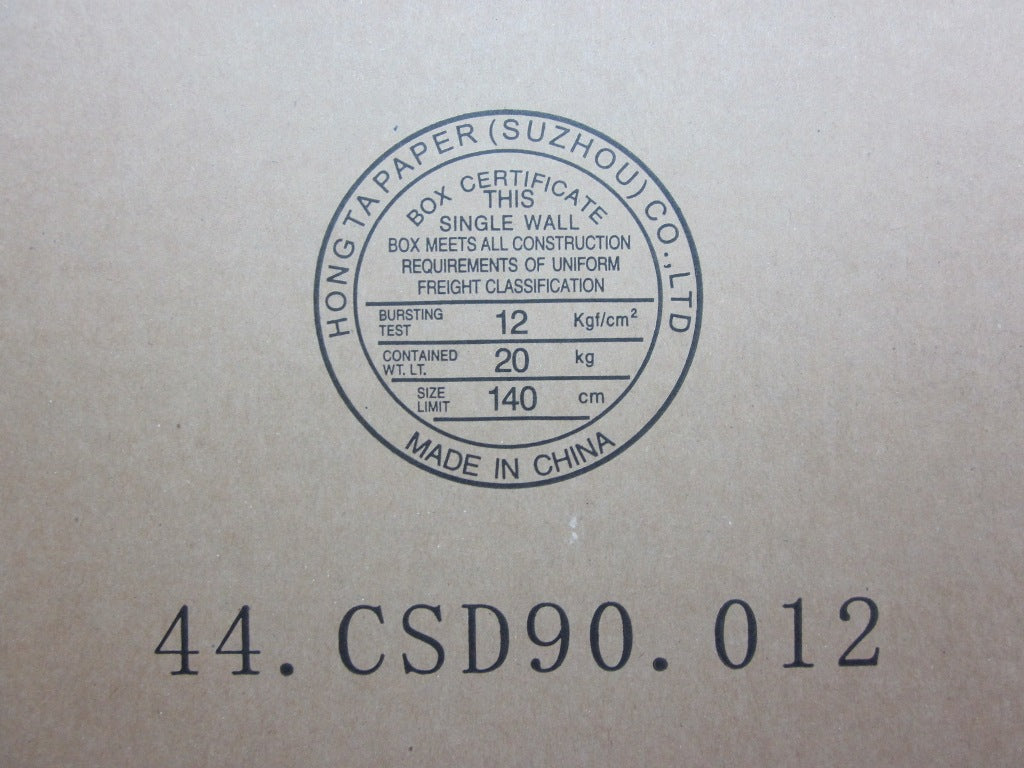 HONG TA PAPER (SUZHOU) CO., LTD
BOX CERTIFICATE
THIS
SINGLE WALL
BOX MEETS ALL CONSTRUCTION
REQUIREMENTS OF UNIFORM
FREIGHT CLASSIFICATION
BURSTING TEST 12 Kgf/cm²
CONTAINED WT. LT. 20 kg
SIZE LIMIT 140 cm
MADE IN CHINA
44.CSD90.012